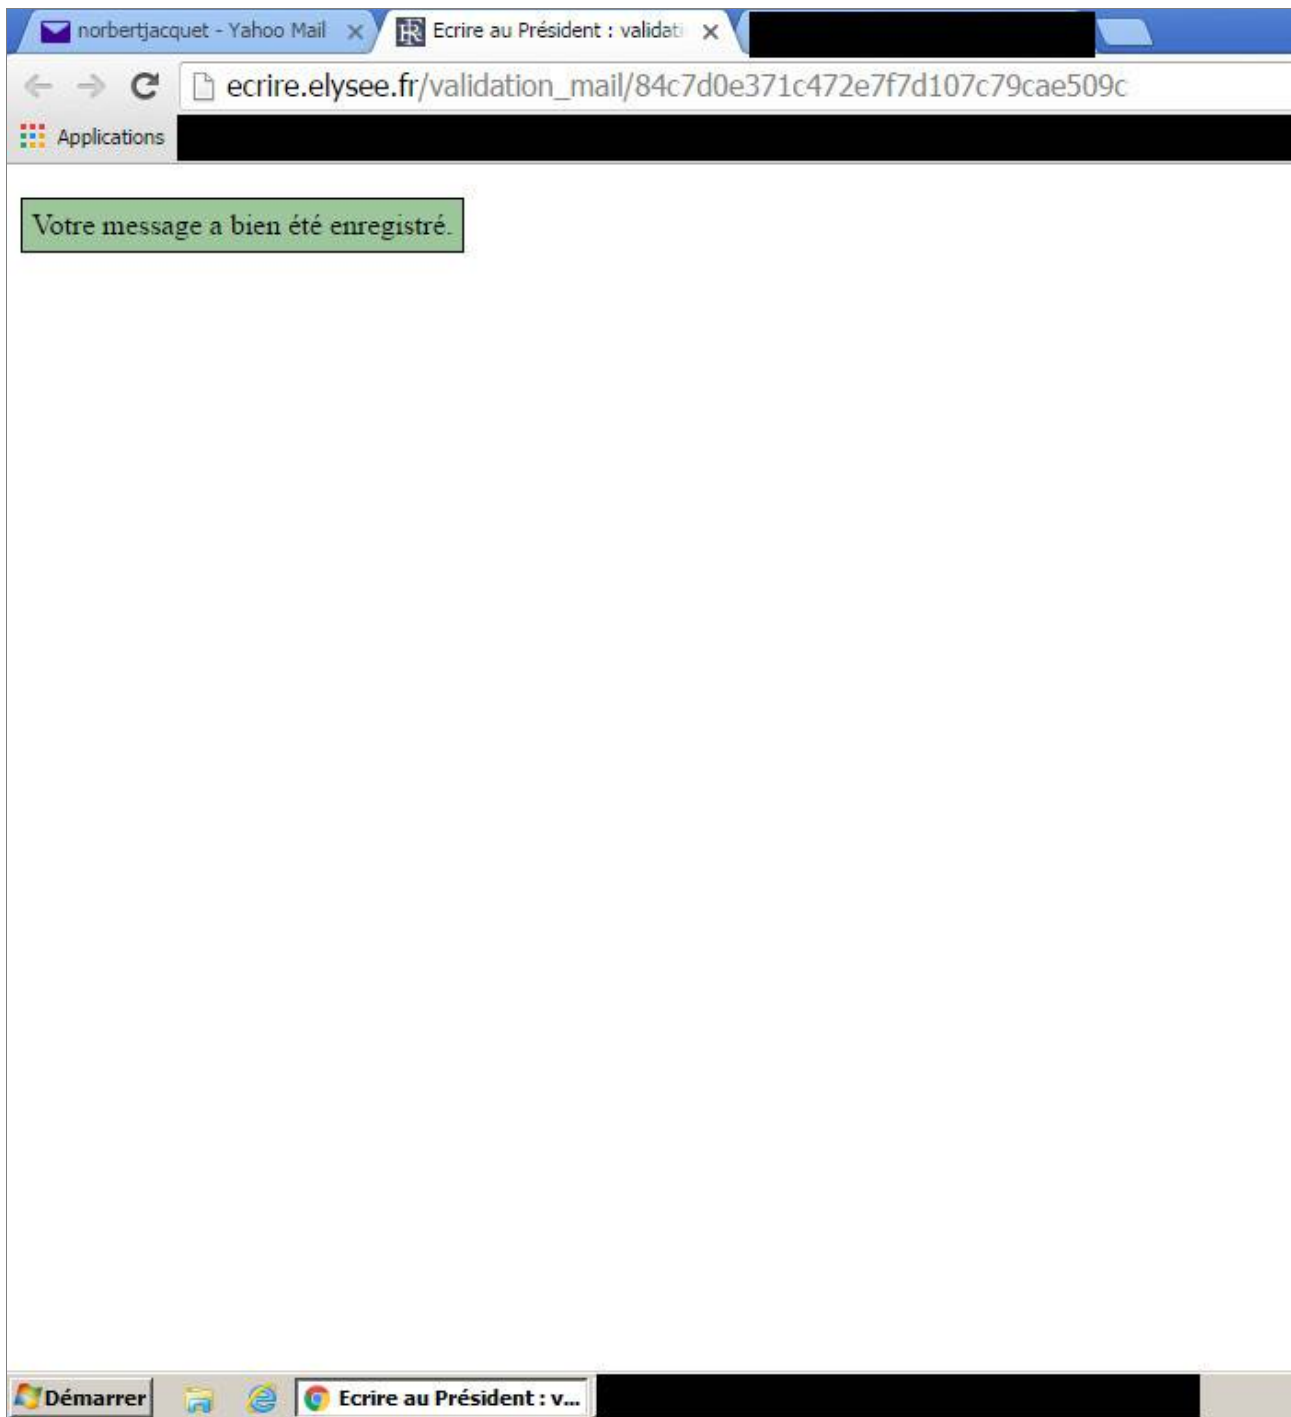 norbertjacquet - Yahoo Mail
Ecrire au Président : validati
ecrire.elysee.fr/validation_mail/84c7d0e371c472e7f7d107c79cae509c
Applications
Votre message a bien été enregistré.
Démarrer
Ecrire au Président : v...